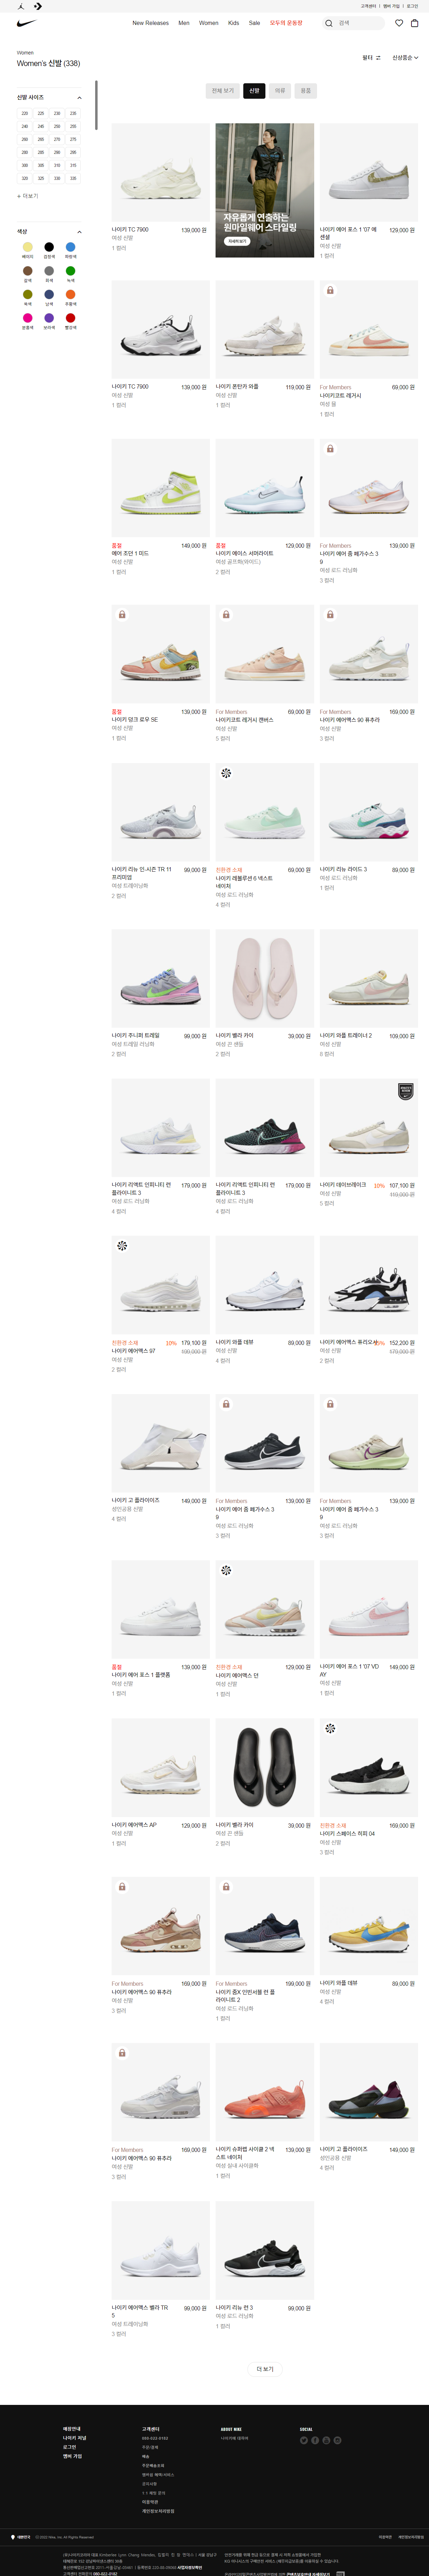 고객센터 | 멤버 가입 | 로그인
New Releases Men Women Kids Sale 모두의 운동장
검색
Women
Women's 신발 (338)
필터
신상품순
신발 사이즈
220 225 230 235
240 245 250 255
260 265 270 275
280 285 290 295
300 305 310 315
320 325 330 335
+ 더보기
색상
베이지 검정색 파랑색
갈색 회색 녹색
쑥색 남색 주황색
분홍색 보라색 빨강색
전체 보기 신발 의류 용품
나이키 TC 7900
139,000 원
여성 신발
1 컬러
자유롭게 연출하는
원마일웨어 스타일링
자세히 보기
나이키 에어 포스 1 '07 에센셜
129,000 원
여성 신발
1 컬러
나이키 TC 7900
139,000 원
여성 신발
1 컬러
나이키 폰탄카 와플
119,000 원
여성 신발
1 컬러
For Members
69,000 원
나이키코트 레거시
여성 뮬
1 컬러
품절
149,000 원
에어 조던 1 미드
여성 신발
1 컬러
품절
129,000 원
나이키 에이스 서머라이트
여성 골프화(와이드)
2 컬러
For Members
139,000 원
나이키 에어 줌 페가수스 3
9
여성 로드 러닝화
3 컬러
품절
139,000 원
나이키 덩크 로우 SE
여성 신발
1 컬러
For Members
69,000 원
나이키코트 레거시 캔버스
여성 신발
5 컬러
For Members
169,000 원
나이키 에어맥스 90 퓨추라
여성 신발
3 컬러
나이키 리뉴 인-시즌 TR 11
프리미엄
99,000 원
여성 트레이닝화
2 컬러
친환경 소재
69,000 원
나이키 레볼루션 6 넥스트
네이처
여성 로드 러닝화
4 컬러
나이키 리뉴 라이드 3
89,000 원
여성 로드 러닝화
1 컬러
나이키 주니퍼 트레일
99,000 원
여성 트레일 러닝화
2 컬러
나이키 벨라 카이
39,000 원
여성 끈 샌들
2 컬러
나이키 와플 트레이너 2
109,000 원
여성 신발
8 컬러
나이키 리액트 인피니티 런
플라이니트 3
179,000 원
여성 로드 러닝화
4 컬러
나이키 리액트 인피니티 런
플라이니트 3
179,000 원
여성 로드 러닝화
4 컬러
나이키 데이브레이크
10% 107,100 원
119,000 원
여성 신발
5 컬러
친환경 소재
10% 179,100 원
199,000 원
나이키 에어맥스 97
여성 신발
2 컬러
나이키 와플 데뷔
89,000 원
여성 신발
4 컬러
나이키 에어맥스 퓨리오사
152,200 원
179,000 원
여성 신발
2 컬러
나이키 고 플라이이즈
149,000 원
성인공용 신발
4 컬러
For Members
139,000 원
나이키 에어 줌 페가수스 3
9
여성 로드 러닝화
3 컬러
For Members
139,000 원
나이키 에어 줌 페가수스 3
9
여성 로드 러닝화
3 컬러
품절
139,000 원
나이키 에어 포스 1 플랫폼
여성 신발
1 컬러
친환경 소재
129,000 원
나이키 에어맥스 던
여성 신발
1 컬러
나이키 에어 포스 1 '07 VD
AY
149,000 원
여성 신발
1 컬러
나이키 에어맥스 AP
129,000 원
여성 신발
1 컬러
나이키 벨라 카이
39,000 원
여성 끈 샌들
2 컬러
친환경 소재
169,000 원
나이키 스페이스 히피 04
여성 신발
3 컬러
For Members
169,000 원
나이키 에어맥스 90 퓨추라
여성 신발
3 컬러
For Members
199,000 원
나이키 줌X 인빈서블 런 플
라이니트 2
여성 로드 러닝화
1 컬러
나이키 와플 데뷔
89,000 원
여성 신발
4 컬러
For Members
169,000 원
나이키 에어맥스 90 퓨추라
여성 신발
3 컬러
나이키 슈퍼렙 사이클 2 넥
스트 네이처
139,000 원
여성 실내 사이클화
1 컬러
나이키 고 플라이이즈
149,000 원
성인공용 신발
4 컬러
나이키 에어맥스 벨라 TR
5
99,000 원
여성 트레이닝화
3 컬러
나이키 리뉴 런 3
99,000 원
여성 로드 러닝화
1 컬러
더 보기
매장안내
나이키 저널
로그인
멤버 가입
고객센터
080-022-0182
주문/결제
배송
주문배송조회
멤버쉽 혜택/서비스
공지사항
1:1 채팅 문의
이용약관
개인정보처리방침
ABOUT NIKE
나이키에 대하여
SOCIAL
대한민국
이용약관 개인정보처리방침